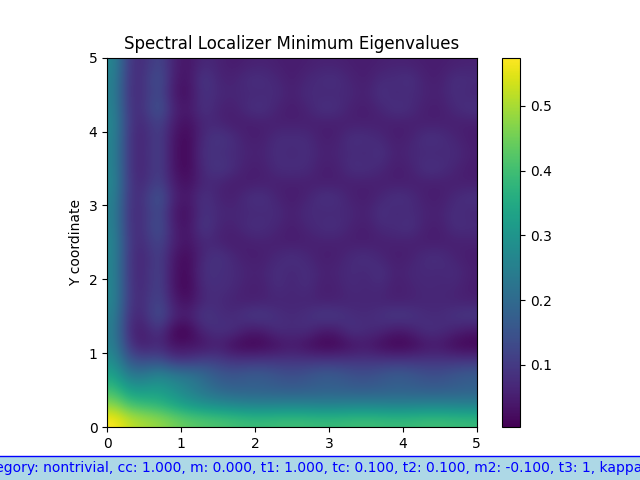 Spectral Localizer Minimum Eigenvalues
5
4
3
2
1
0
Y coordinate
0 1 2 3 4 5
0.5
0.4
0.3
0.2
0.1
egory: nontrivial, cc: 1.000, m: 0.000, t1: 1.000, tc: 0.100, t2: 0.100, m2: -0.100, t3: 1, kappa